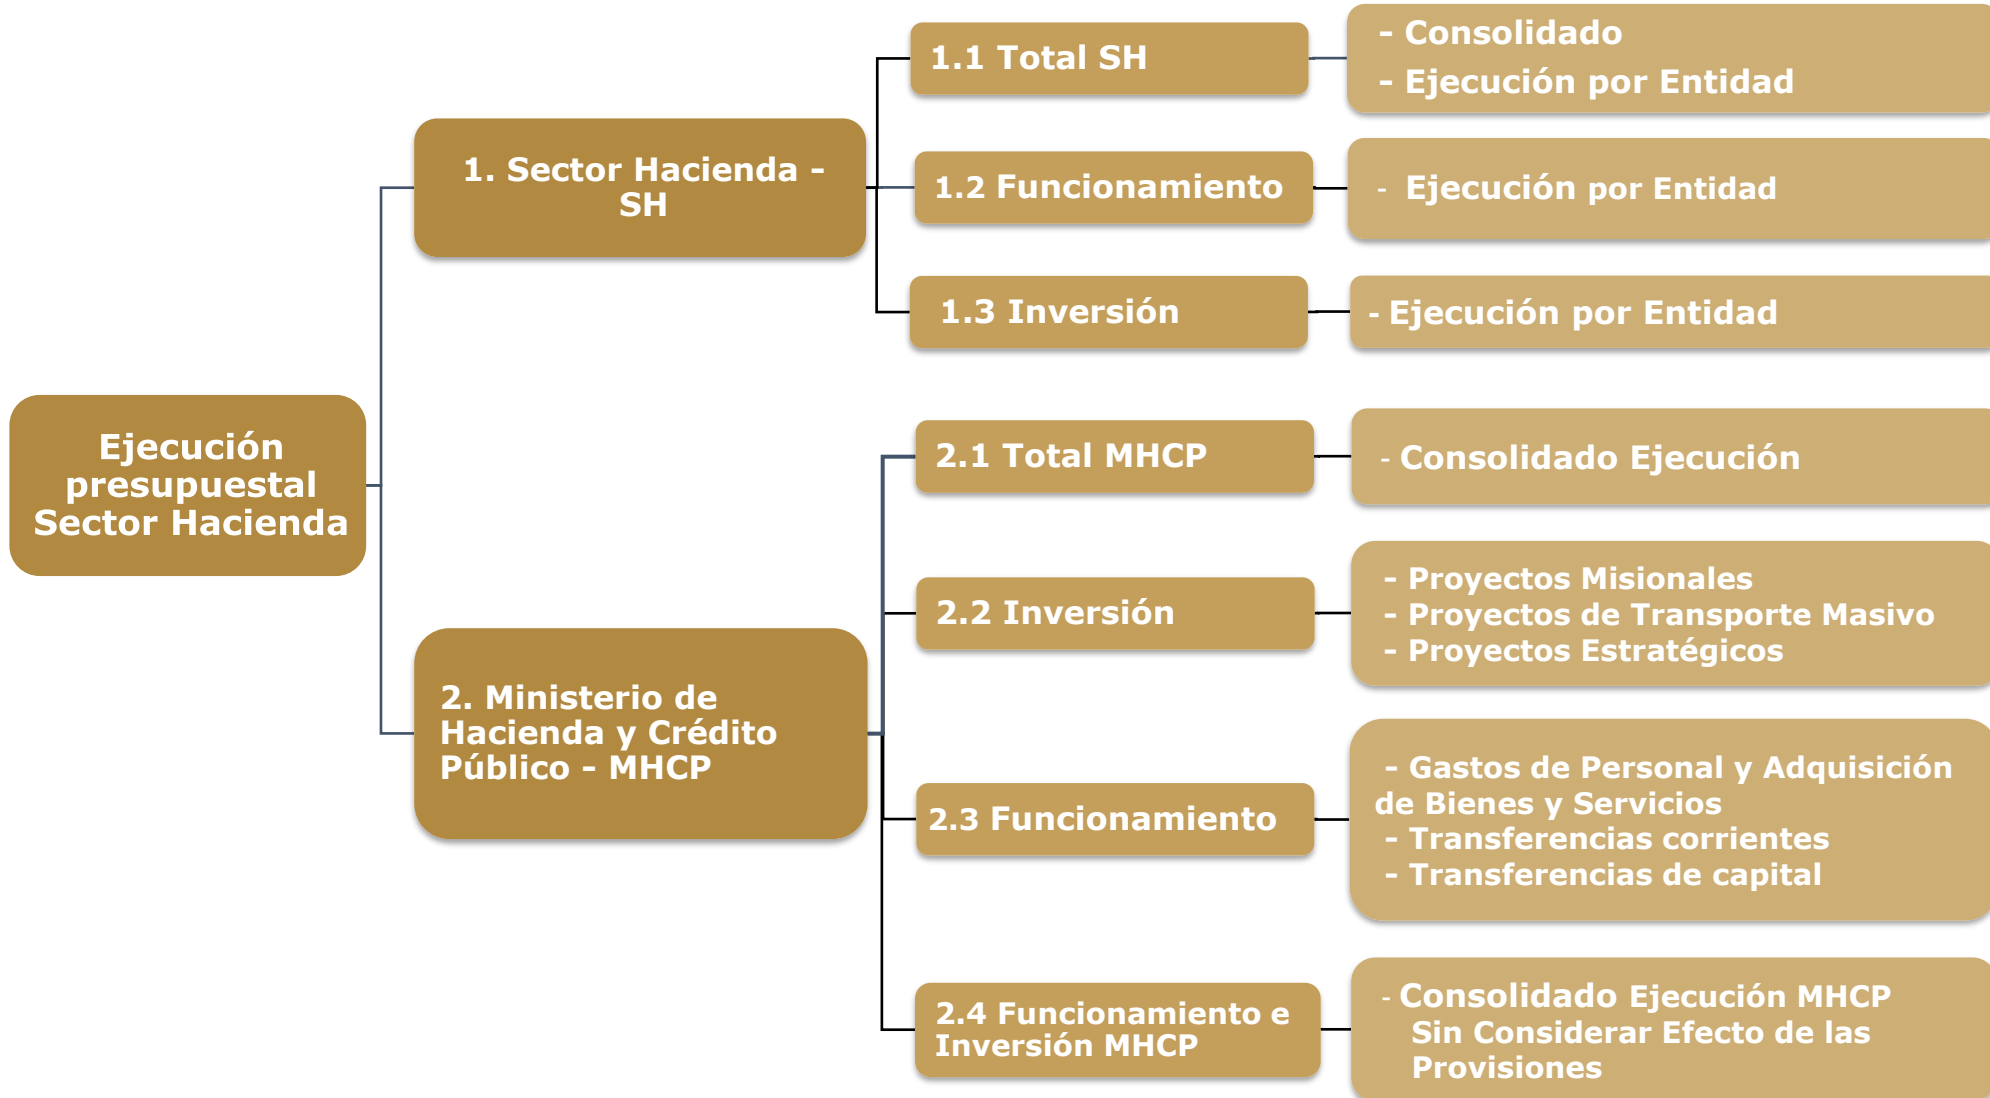 Ejecución
presupuestal
Sector Hacienda
1. Sector Hacienda –
SH
1.1 Total SH
- Consolidado
- Ejecución por Entidad
1.2 Funcionamiento
- Ejecución por Entidad
1.3 Inversión
- Ejecución por Entidad
2. Ministerio de
Hacienda y Crédito
Público – MHCP
2.1 Total MHCP
- Consolidado Ejecución
2.2 Inversión
- Proyectos Misionales
- Proyectos de Transporte Masivo
- Proyectos Estratégicos
2.3 Funcionamiento
- Gastos de Personal y Adquisición
de Bienes y Servicios
- Transferencias corrientes
- Transferencias de capital
2.4 Funcionamiento e
Inversión MHCP
- Consolidado Ejecución MHCP
Sin Considerar Efecto de las
Provisiones